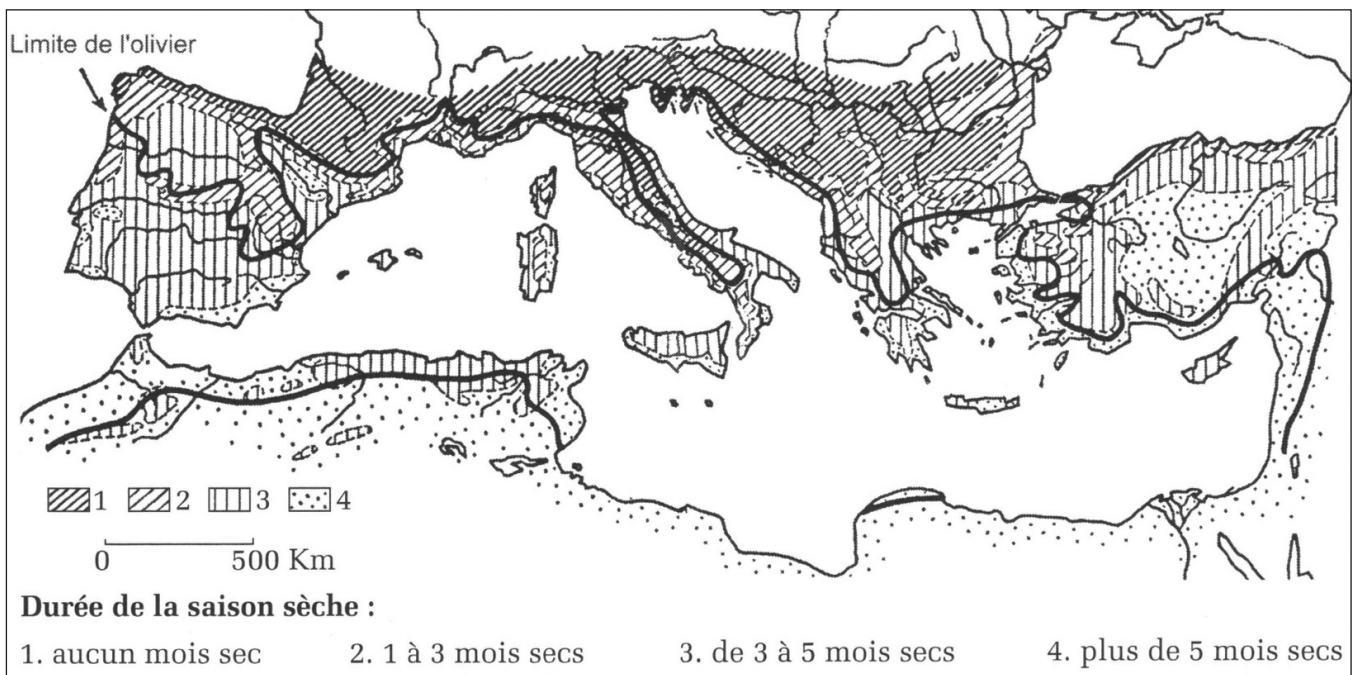 Limite de l'olivier
1 2 3 4
0 500 Km
Durée de la saison sèche :
1. aucun mois sec 2. 1 à 3 mois secs 3. de 3 à 5 mois secs 4. plus de 5 mois secs